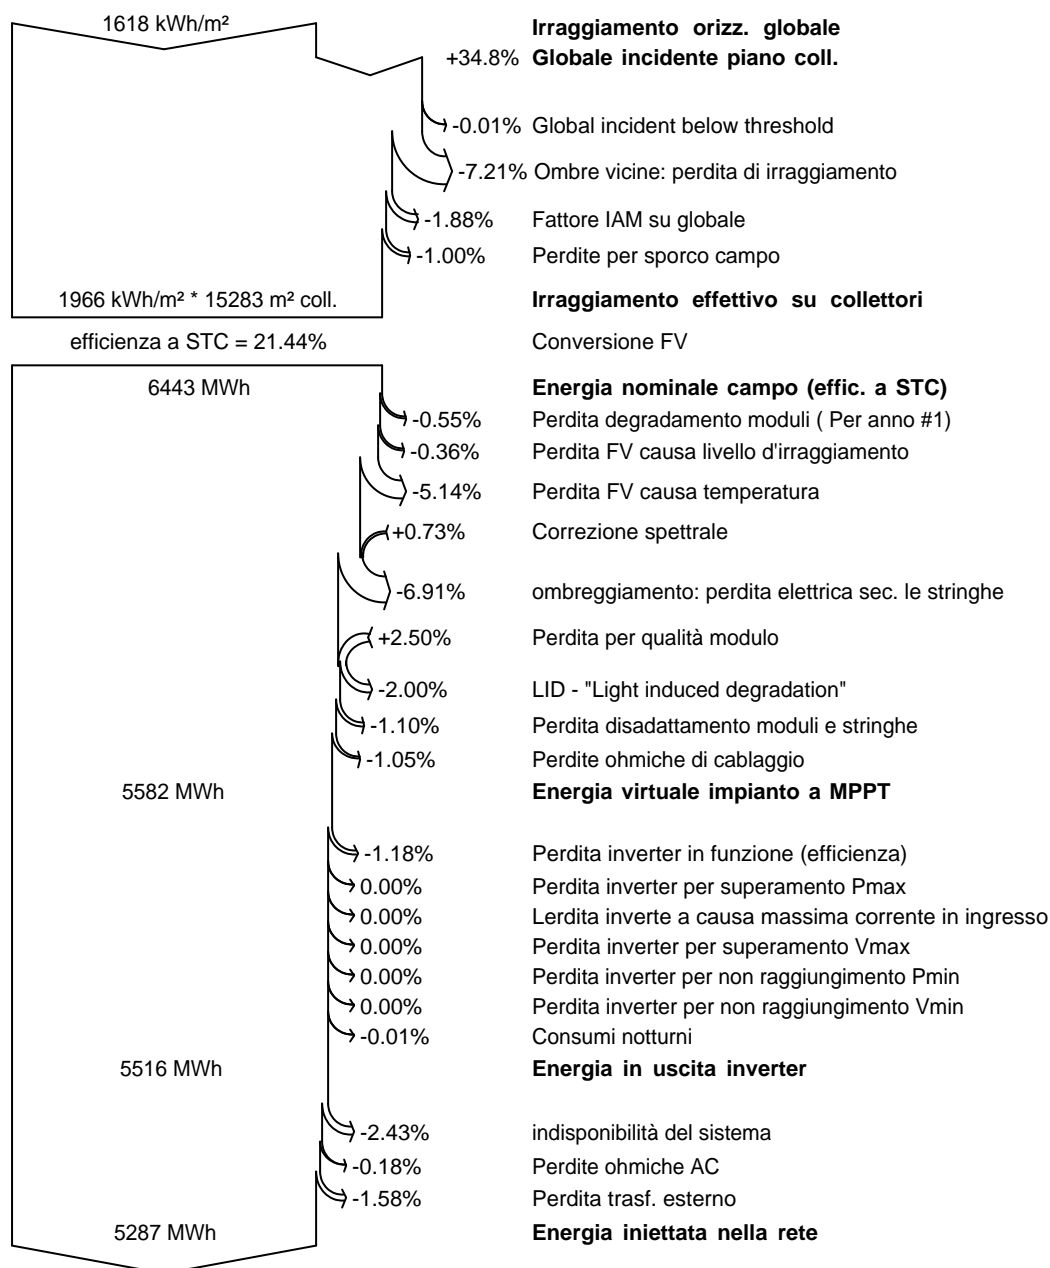 1618 kWh/m² Irraggiamento orizz. globale
+34.8% Globale incidente piano coll.
-0.01% Global incident below threshold
-7.21% Ombre vicine: perdita di irraggiamento
-1.88% Fattore IAM su globale
-1.00% Perdite per sporco campo
1966 kWh/m² * 15283 m² coll. Irraggiamento effettivo su collettori
efficienza a STC = 21.44% Conversione FV
6443 MWh Energia nominale campo (effic. a STC)
-0.55% Perdita degradamento moduli ( Per anno #1)
-0.36% Perdita FV causa livello d'irraggiamento
-5.14% Perdita FV causa temperatura
+0.73% Correzione spettrale
-6.91% ombreggiamento: perdita elettrica sec. le stringhe
+2.50% Perdita per qualità modulo
-2.00% LID - "Light induced degradation"
-1.10% Perdita disadattamento moduli e stringhe
-1.05% Perdite ohmiche di cablaggio
5582 MWh Energia virtuale impianto a MPPT
-1.18% Perdita inverter in funzione (efficienza)
0.00% Perdita inverter per superamento Pmax
0.00% Lerdita inverte a causa massima corrente in ingresso
0.00% Perdita inverter per superamento Vmax
0.00% Perdita inverter per non raggiungimento Pmin
0.00% Perdita inverter per non raggiungimento Vmin
-0.01% Consumi notturni
5516 MWh Energia in uscita inverter
-2.43% indisponibilità del sistema
-0.18% Perdite ohmiche AC
-1.58% Perdita trasf. esterno
5287 MWh Energia iniettata nella rete